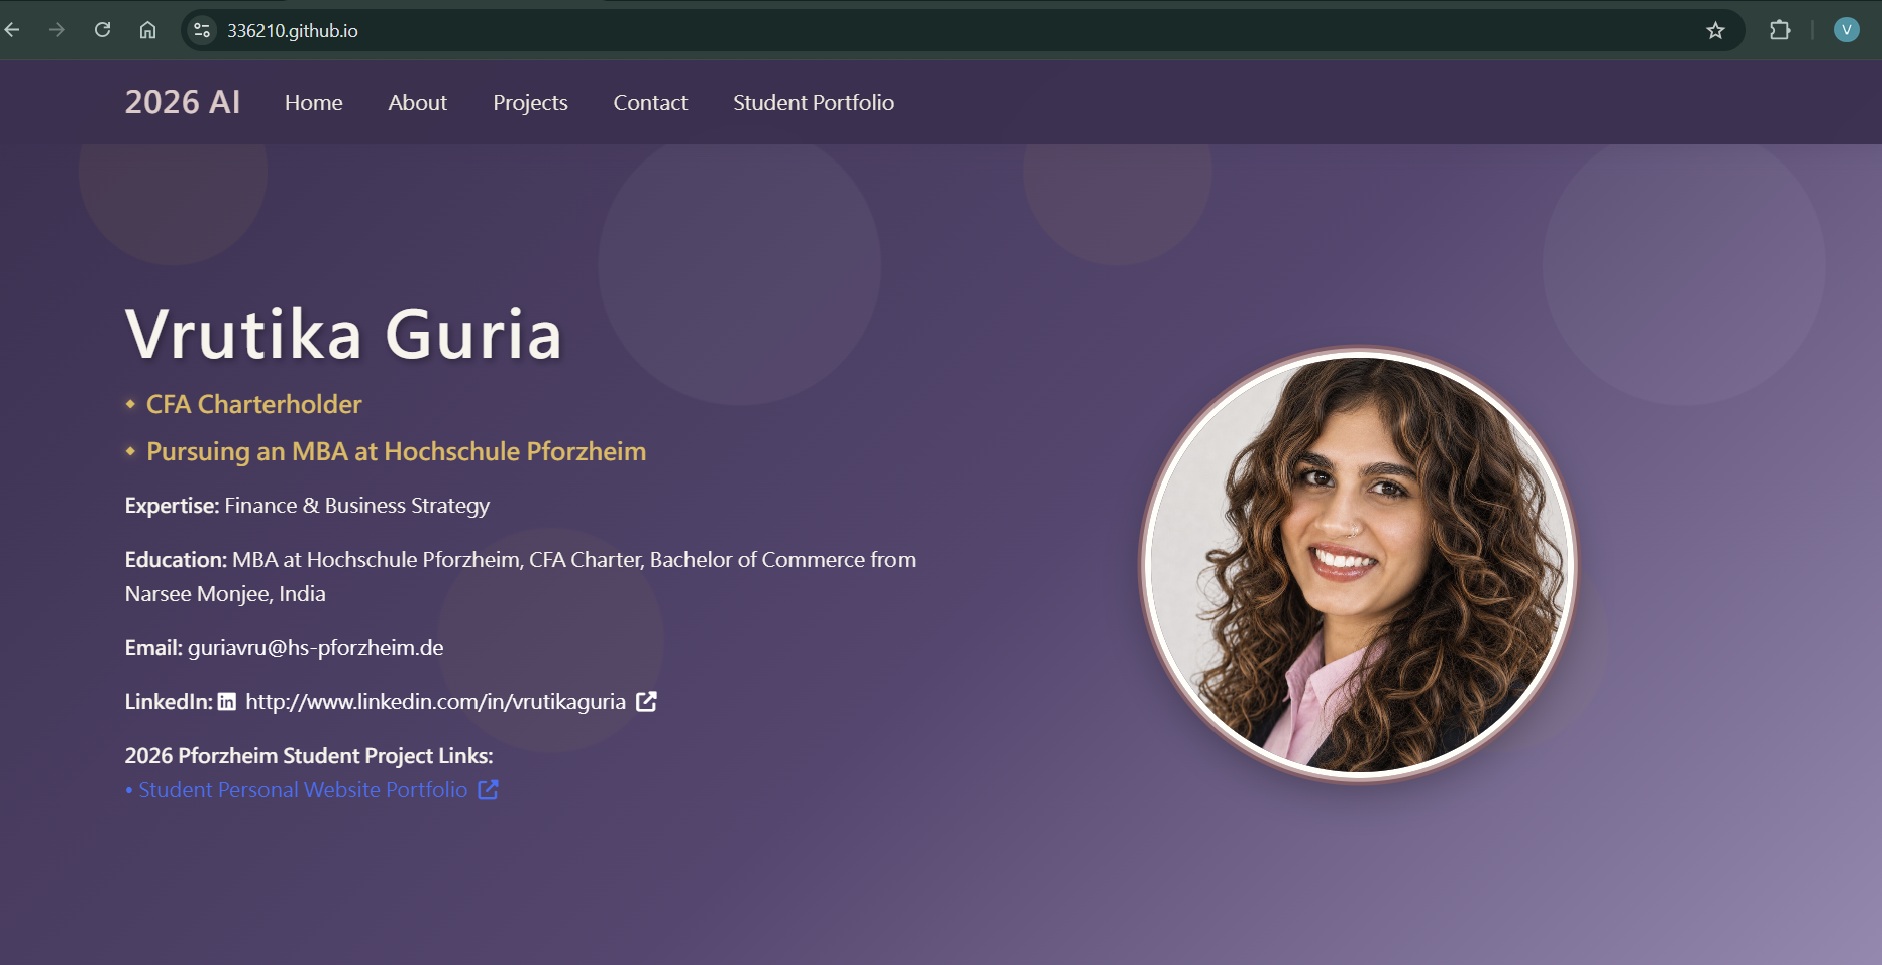 336210.github.io
V
2026 AI
Home
About
Projects
Contact
Student Portfolio
Vrutika Guria
CFA Charterholder
Pursuing an MBA at Hochschule Pforzheim
Expertise: Finance & Business Strategy
Education: MBA at Hochschule Pforzheim, CFA Charter, Bachelor of Commerce from
Narsee Monjee, India
Email: guriavru@hs-pforzheim.de
LinkedIn: in http://www.linkedin.com/in/vrutikaguria
2026 Pforzheim Student Project Links:
• Student Personal Website Portfolio